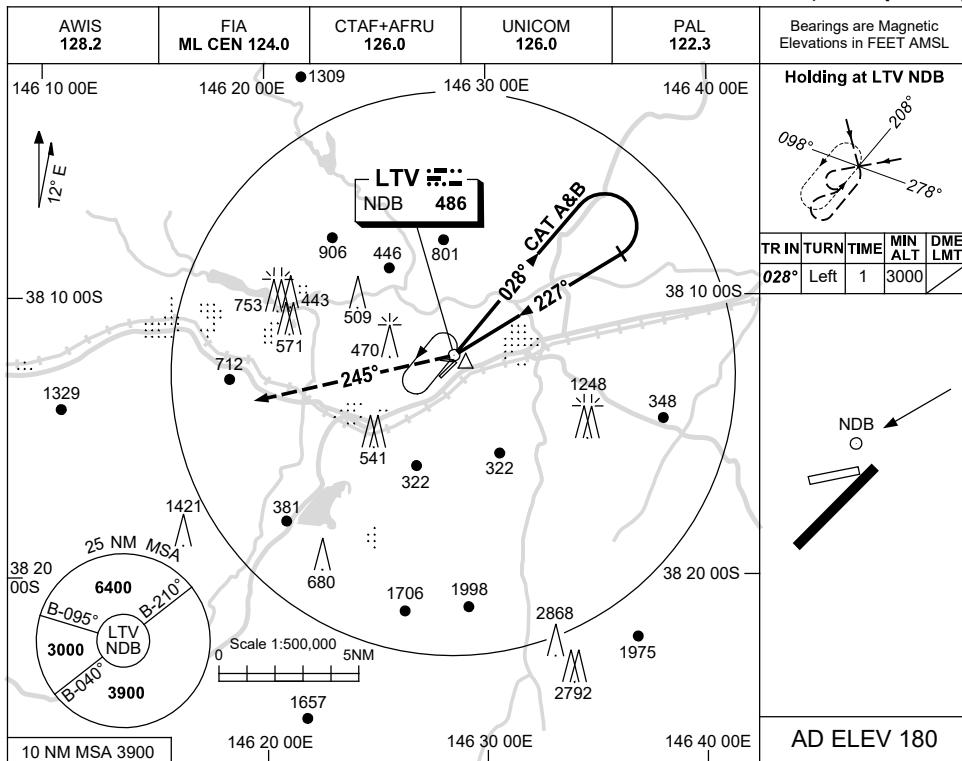 AWIS
128.2
FIA
ML CEN 124.0
CTAF+AFRU
126.0
UNICOM
126.0
PAL
122.3
Bearings are Magnetic
Elevations in FEET AMSL
146 10 00E
146 20 00E
1309
146 30 00E
146 40 00E
12° E
LTV
NDB 486
906
446
801
028° CAT A&B
227°
38 10 00S
753
443
571
509
470
38 10 00S
712
245°
1329
1248
348
541
322
322
1421
381
680
38 20
00S
1706
1998
38 20 00S
2868
1975
2792
25 NM MSA
6400
B-095°
B-210°
LTV
NDB
3000
B-040°
3900
Scale 1:500,000
0
5NM
1657
10 NM MSA 3900
146 20 00E
146 30 00E
146 40 00E
Holding at LTV NDB
208°
098°
278°
TR IN TURN TIME MIN ALT DME LMT
028° Left 1 3000
NDB
AD ELEV 180